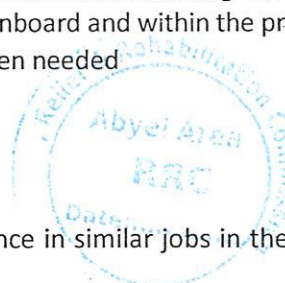 nboard and within the pr
en needed
Relief & Rehabilitation Commission
Abyei Area
RRC
Date:
nce in similar jobs in the